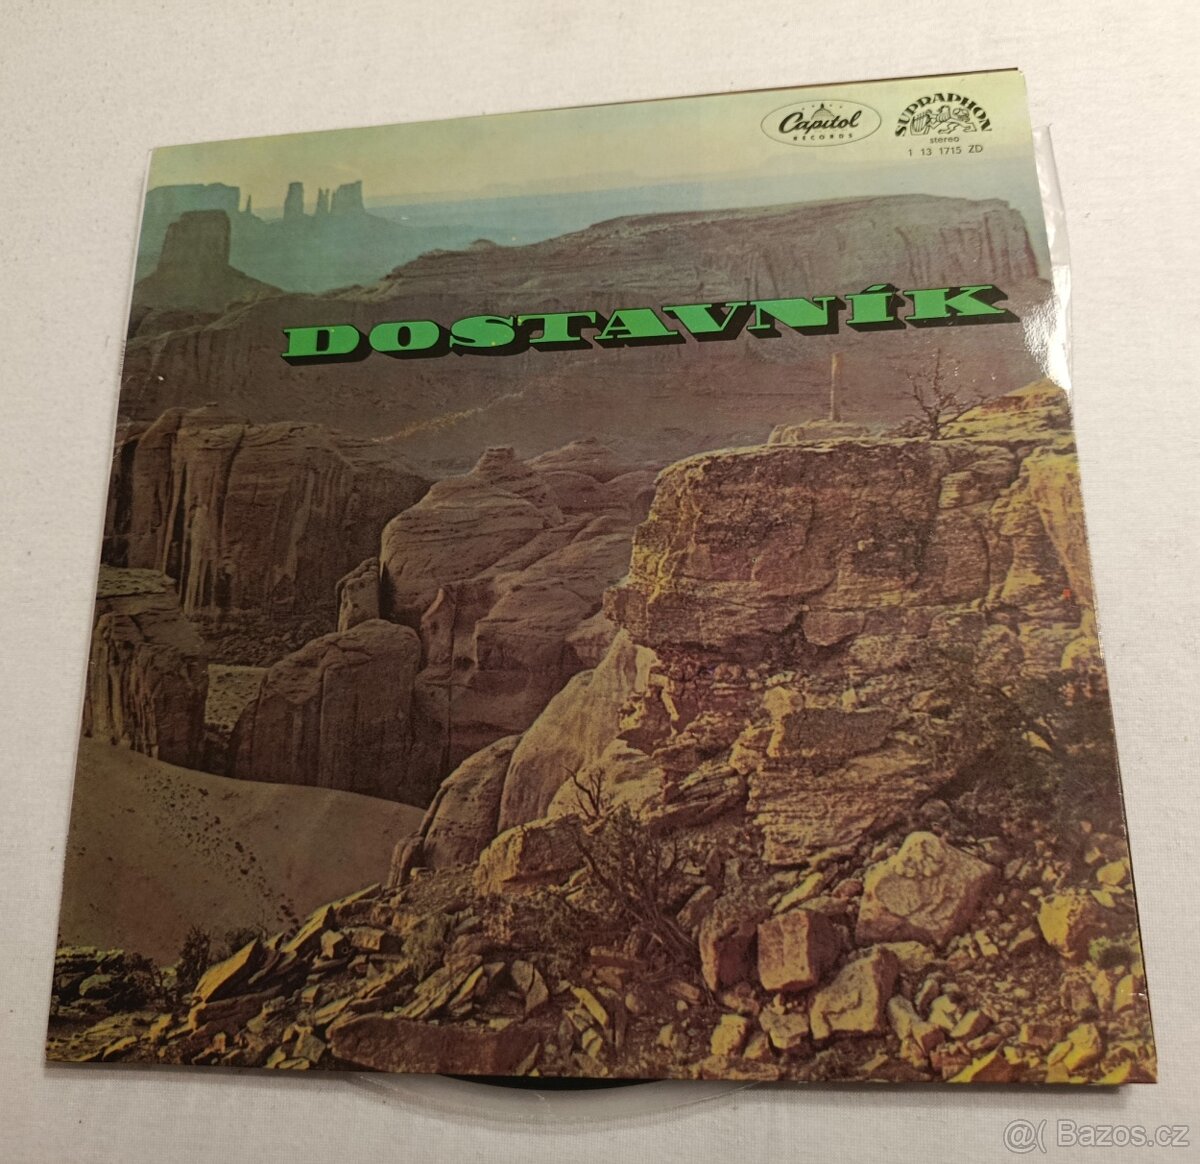 Capitol
RECORDS
SUPRAPHON
stereo
1 13 1715 ZD
DOSTAVNÍK
@( Bazos.cz